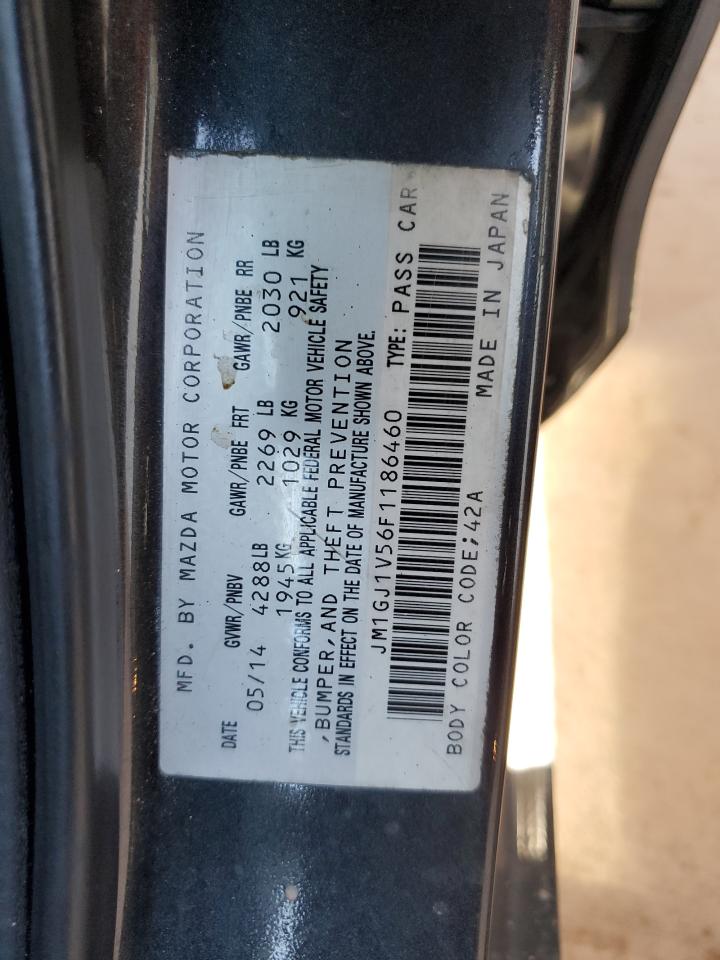 MFD. BY MAZDA MOTOR CORPORATION
DATE GVWR/PNBV GAWR/PNBE FRT GAWR/PNBE RR
05/14 4288LB 2269 LB 2030 LB
1945KG 1029 KG 921 KG
THIS VEHICLE CONFORMS TO ALL APPLICABLE FEDERAL MOTOR VEHICLE SAFETY
,BUMPER,AND THEFT PREVENTION
STANDARDS IN EFFECT ON THE DATE OF MANUFACTURE SHOWN ABOVE.
JM1GJ1V56F1186460 TYPE: PASS CAR
BODY COLOR CODE;42A MADE IN JAPAN